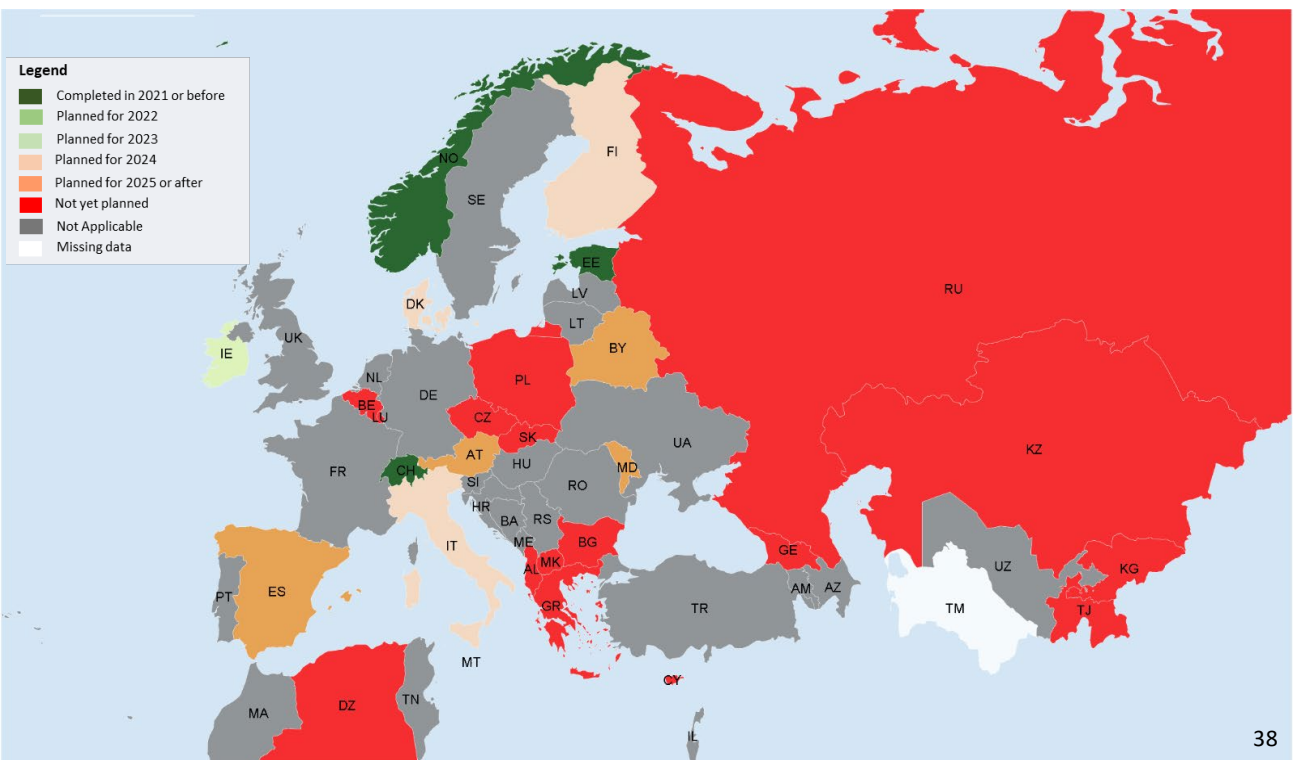 Legend
Completed in 2021 or before
Planned for 2022
Planned for 2023
Planned for 2024
Planned for 2025 or after
Not yet planned
Not Applicable
Missing data
NO
FI
SE
EE
RU
LV
DK
LT
UK
BY
IE
NL
PL
DE
BE
LU
CZ
SK
UA
KZ
AT
HU
MD
CH
FR
SI
RO
HR
BA
RS
ME
BG
IT
GE
MK
AL
UZ
KG
AM
AZ
ES
PT
GR
TR
TM
TJ
MT
CY
DZ
TN
MA
IL
38